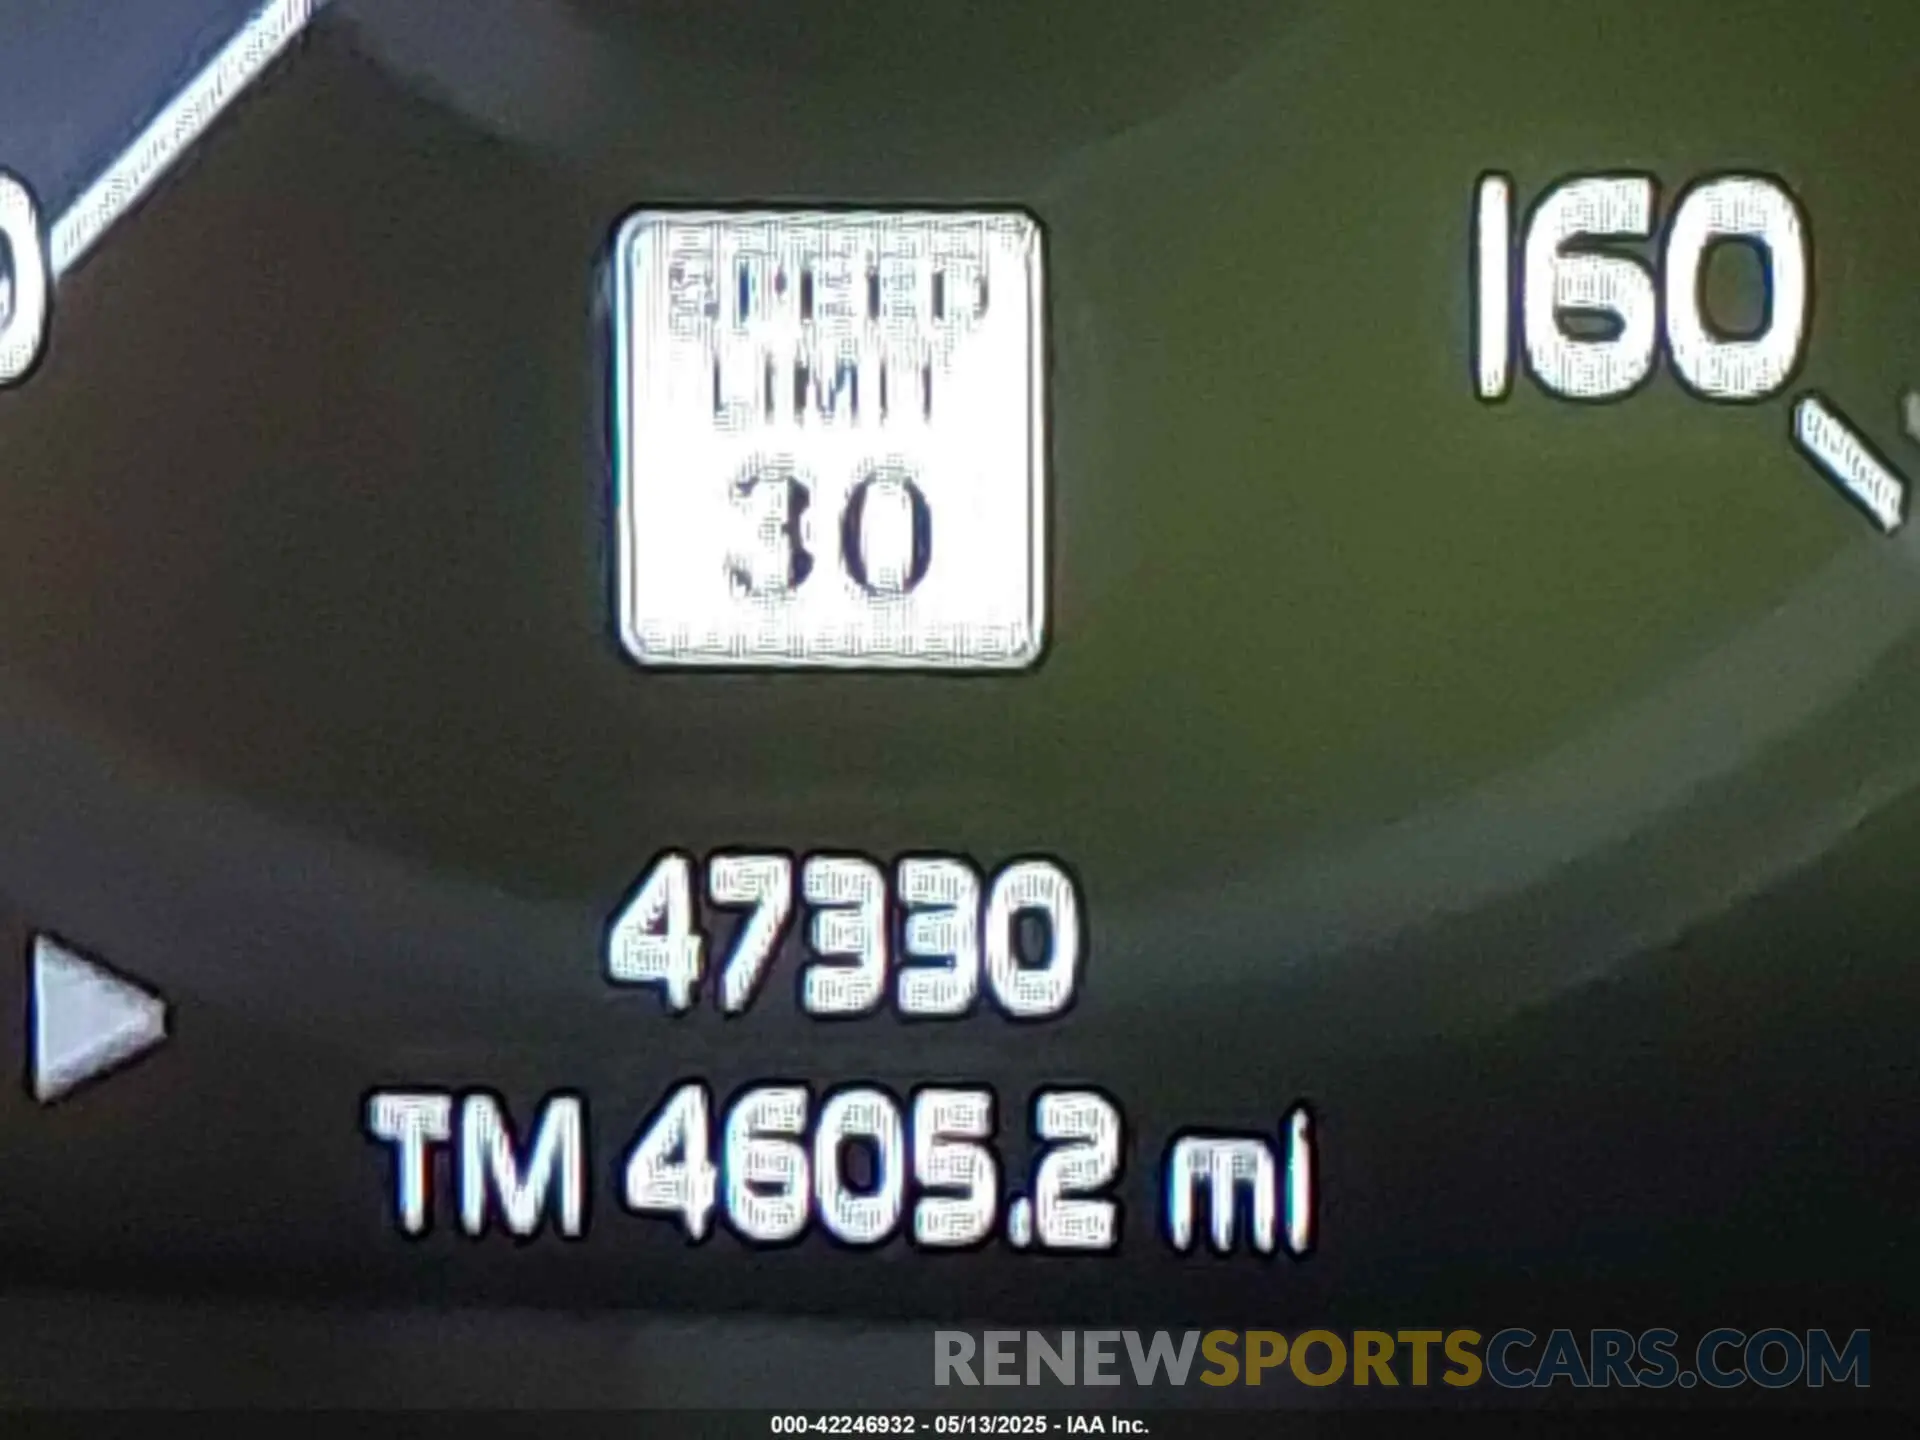 160
SPEED
LIMIT
30
47330
TM 4605.2 mi
RENEWSPORTSCARS.COM
000-42246932 - 05/13/2025 - IAA Inc.